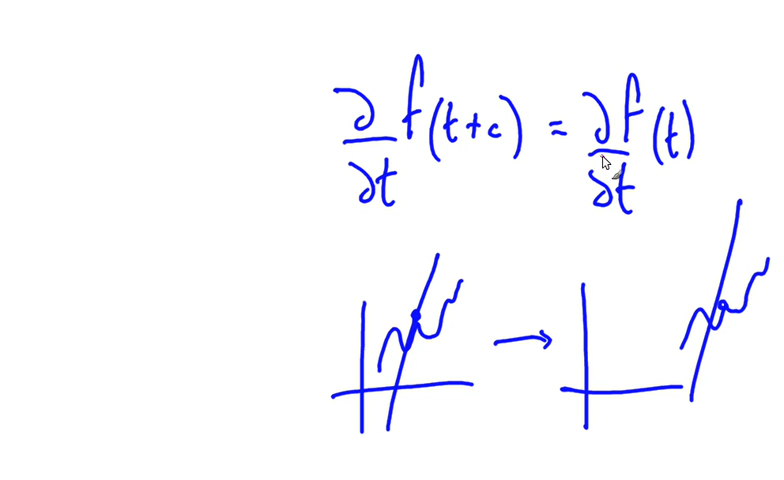 ∂/∂t f(t+c) = ∂f/∂t (t)